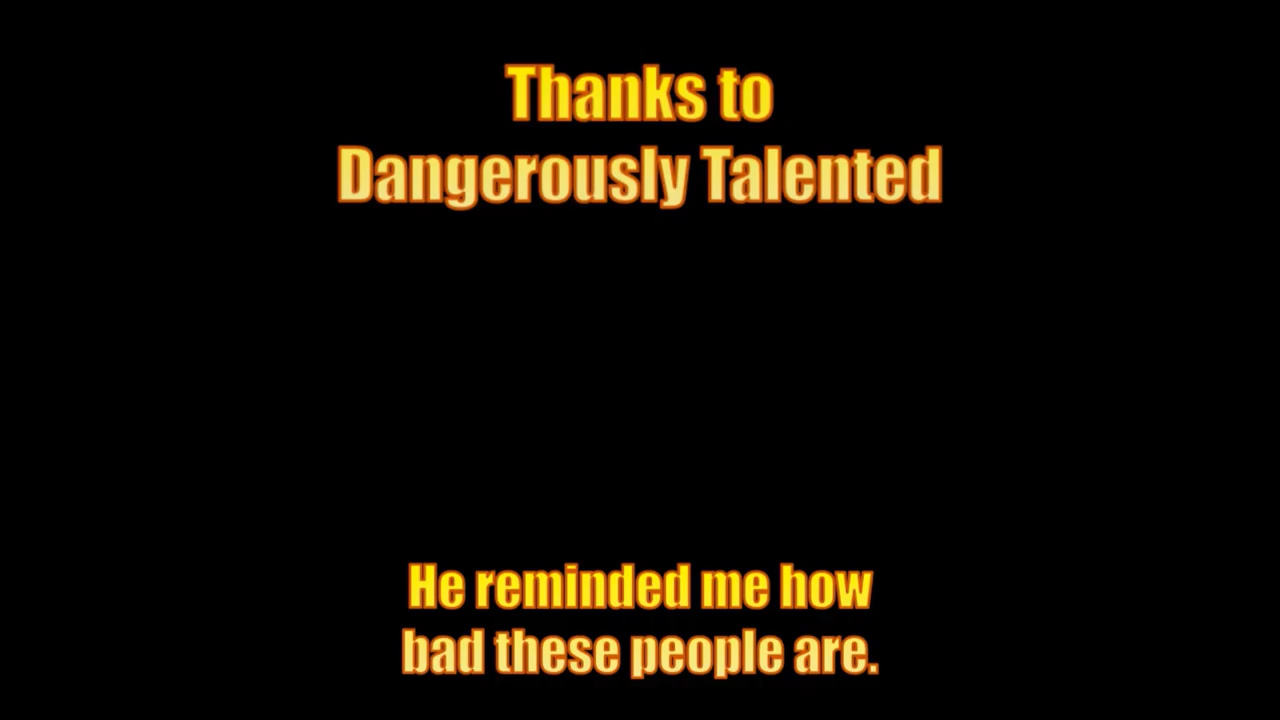 Thanks to
Dangerously Talented
He reminded me how
bad these people are.